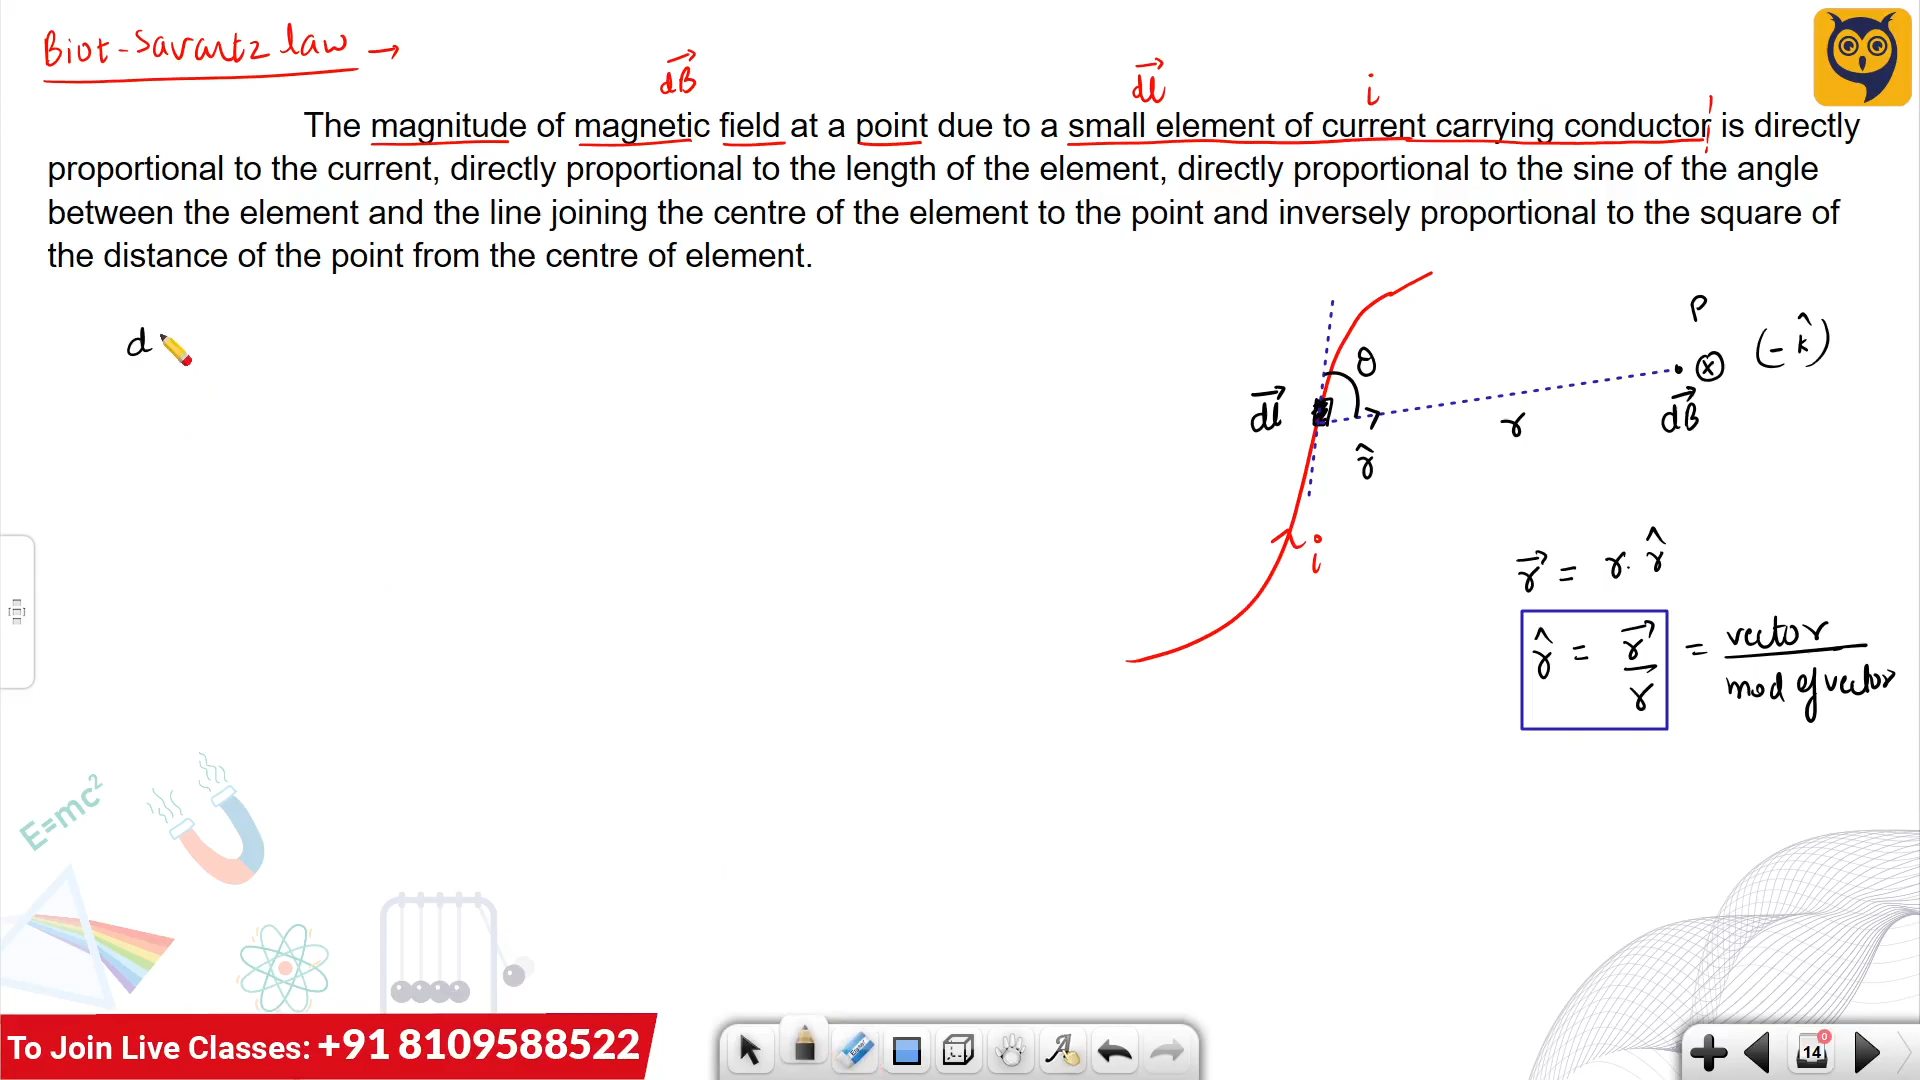 Biot-Savartz law →
dB⃗ dl⃗ i
The magnitude of magnetic field at a point due to a small element of current carrying conductor is directly
proportional to the current, directly proportional to the length of the element, directly proportional to the sine of the angle
between the element and the line joining the centre of the element to the point and inversely proportional to the square of
the distance of the point from the centre of element.
d
P
(-k̂)
θ
dl⃗
dB⃗
r
r̂
i
r⃗ = r. r̂
r̂ = r⃗/r = vector/mod of vector
E=mc²
To Join Live Classes: +91 8109588522
Eraser
A
14
0